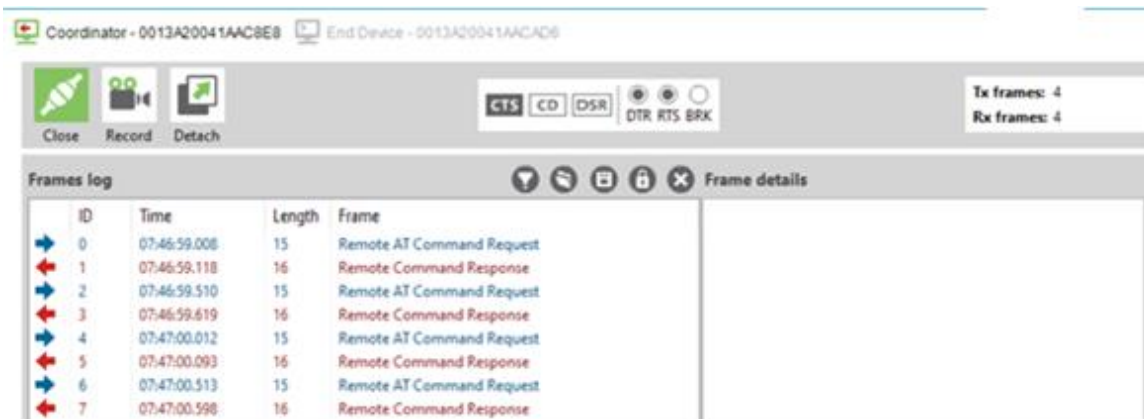 Coordinator - 0013A20041AAC8E8 End Device - 0013A20041AACAD6
CTS CD DSR DTR RTS BRK
Tx frames: 4
Rx frames: 4
Close Record Detach
Frames log Frame details
ID Time Length Frame
0 07:46:59.008 15 Remote AT Command Request
1 07:46:59.118 16 Remote Command Response
2 07:46:59.510 15 Remote AT Command Request
3 07:46:59.619 16 Remote Command Response
4 07:47:00.012 15 Remote AT Command Request
5 07:47:00.093 16 Remote Command Response
6 07:47:00.513 15 Remote AT Command Request
7 07:47:00.598 16 Remote Command Response